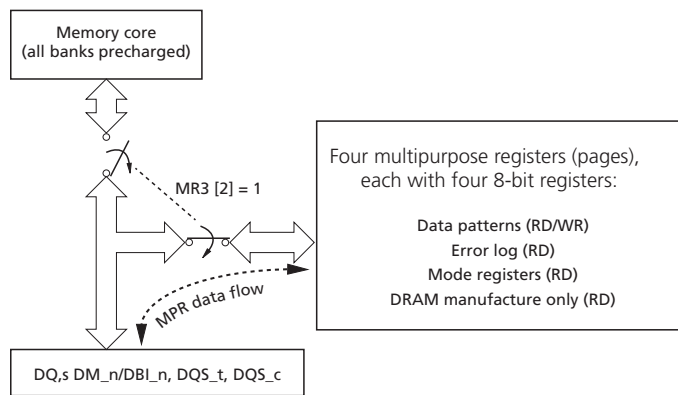 Memory core
(all banks precharged)
Four multipurpose registers (pages),
each with four 8-bit registers:
MR3 [2] = 1
Data patterns (RD/WR)
Error log (RD)
Mode registers (RD)
DRAM manufacture only (RD)
MPR data flow
DQ,s DM_n/DBI_n, DQS_t, DQS_c